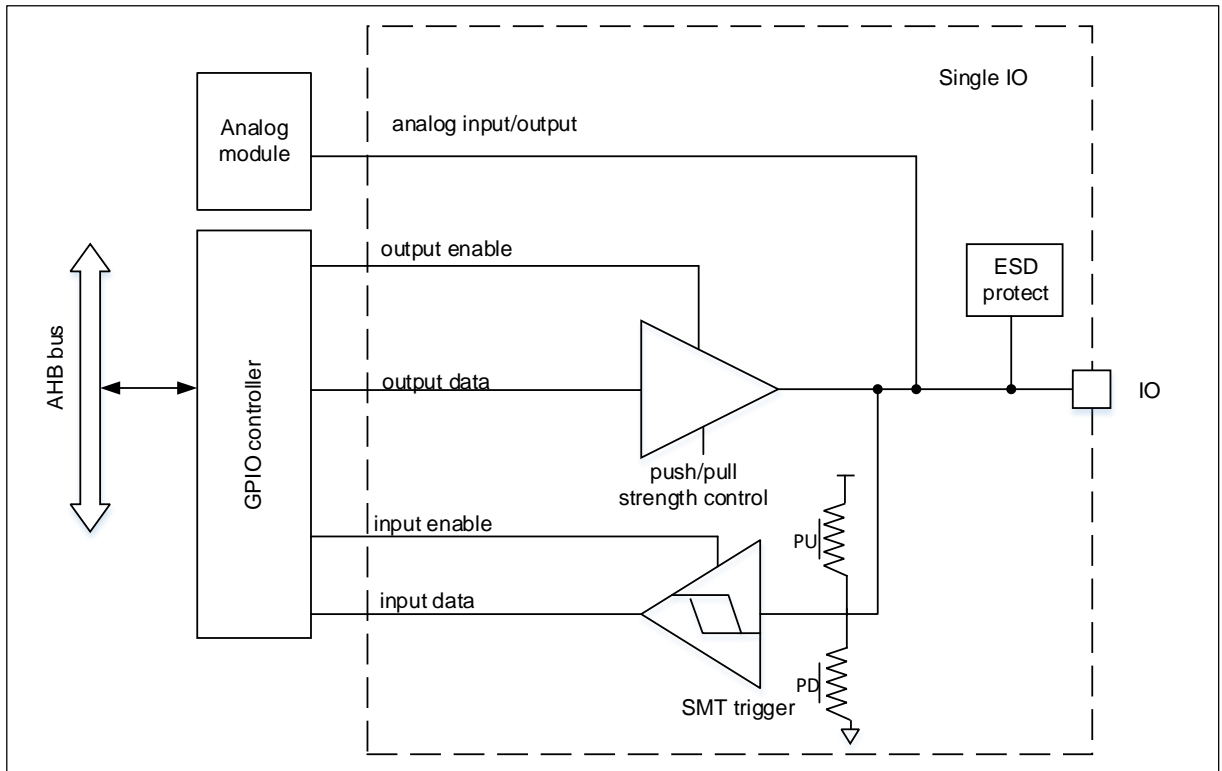 Single IO
Analog
module
analog input/output
output enable
ESD
protect
AHB bus
GPIO controller
output data
IO
push/pull
strength control
input enable
PU
input data
PD
SMT trigger